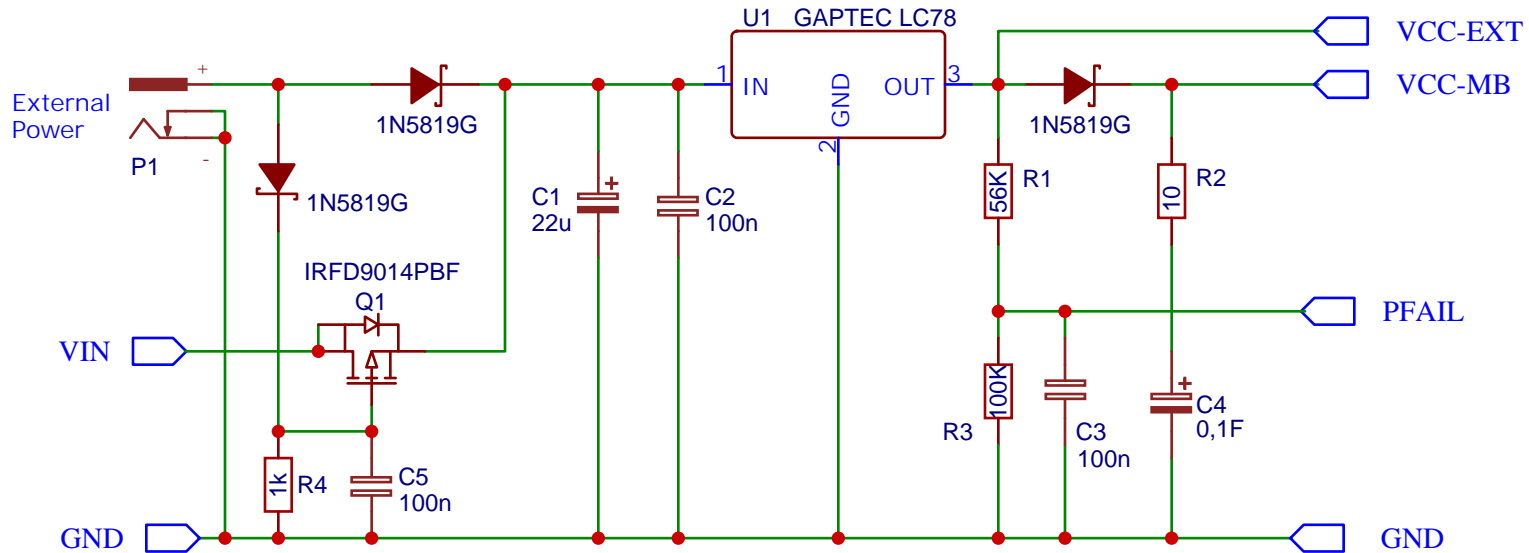 U1 GAPTEC LC78
VCC-EXT
+
1
IN
GND
OUT
3
VCC-MB
External
Power
1N5819G
1N5819G
2
-
P1
1N5819G
C1
22u
+
C2
100n
56K
R1
10
R2
IRFD9014PBF
Q1
PFAIL
VIN
100K
R3
C3
100n
+
C4
0,1F
1k
R4
C5
100n
GND
GND